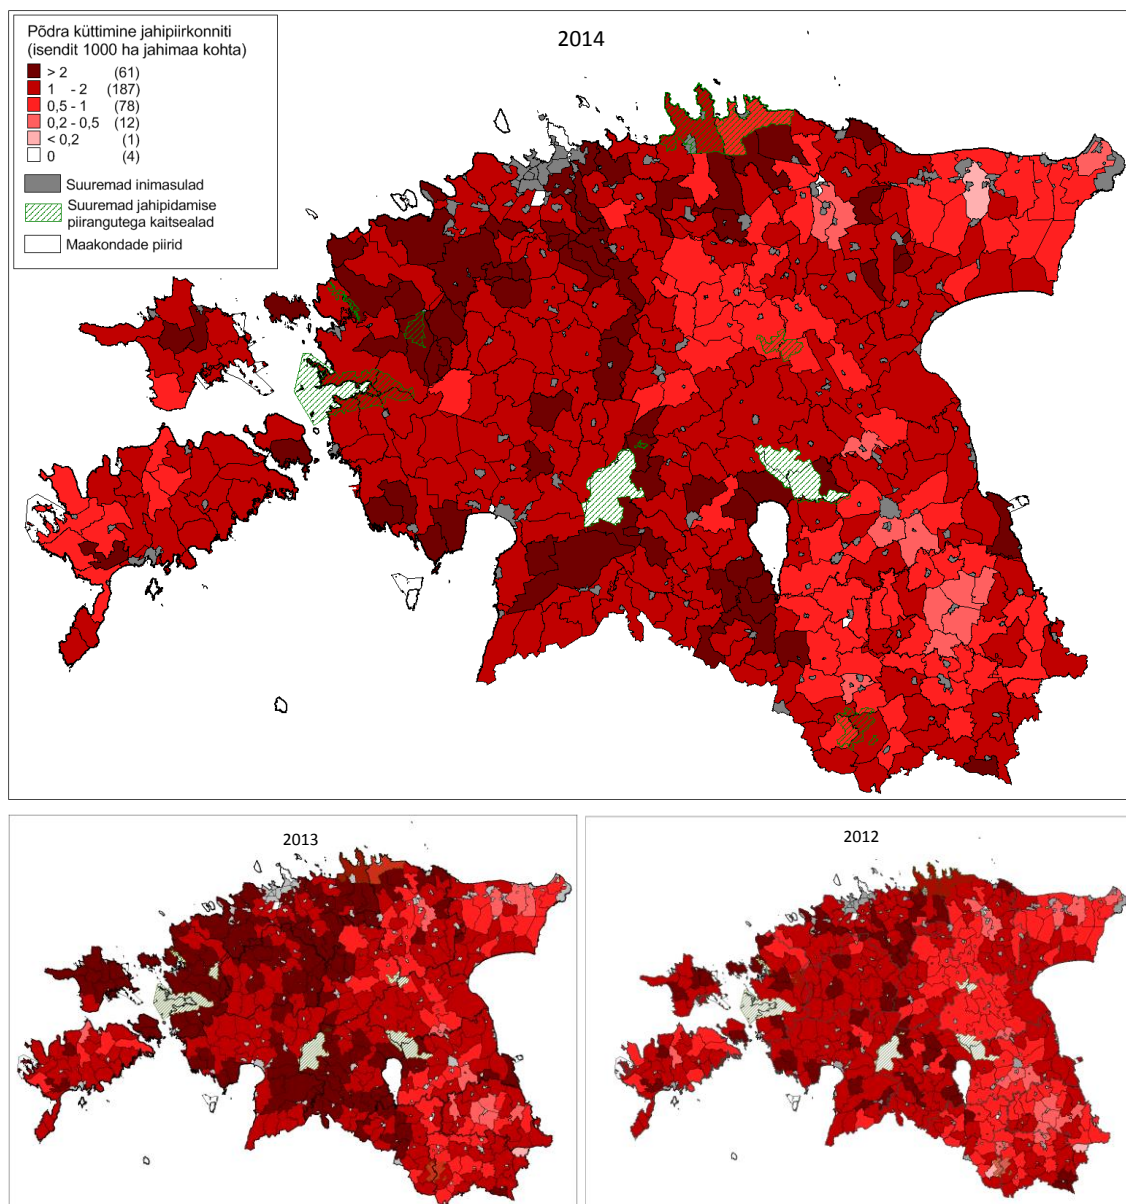 2014
Põdra küttimine jahipiirkonniti
(isendit 1000 ha jahimaa kohta)
> 2 (61)
1 - 2 (187)
0,5 - 1 (78)
0,2 - 0,5 (12)
< 0,2 (1)
0 (4)
Suuremad inimasulad
Suuremad jahipidamise
piirangutega kaitsealad
Maakondade piirid
2013
2012